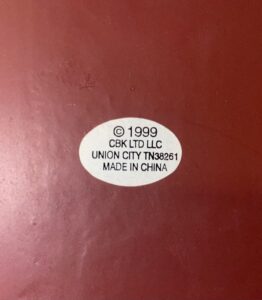 © 1999
CBK LTD LLC
UNION CITY TN38261
MADE IN CHINA